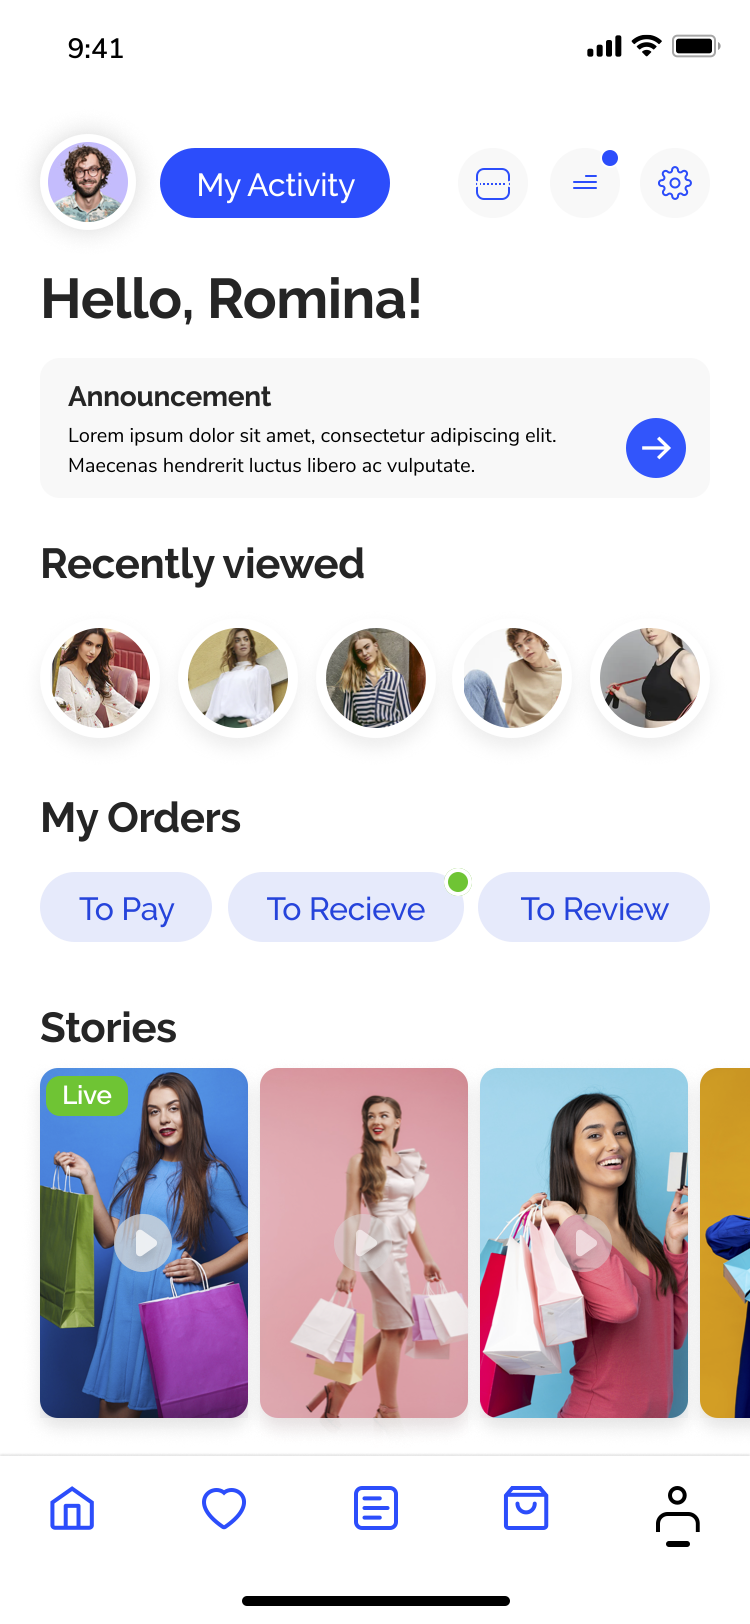 9:41
My Activity
Hello, Romina!
Announcement
Lorem ipsum dolor sit amet, consectetur adipiscing elit.
Maecenas hendrerit luctus libero ac vulputate.
Recently viewed
My Orders
To Pay
To Recieve
To Review
Stories
Live